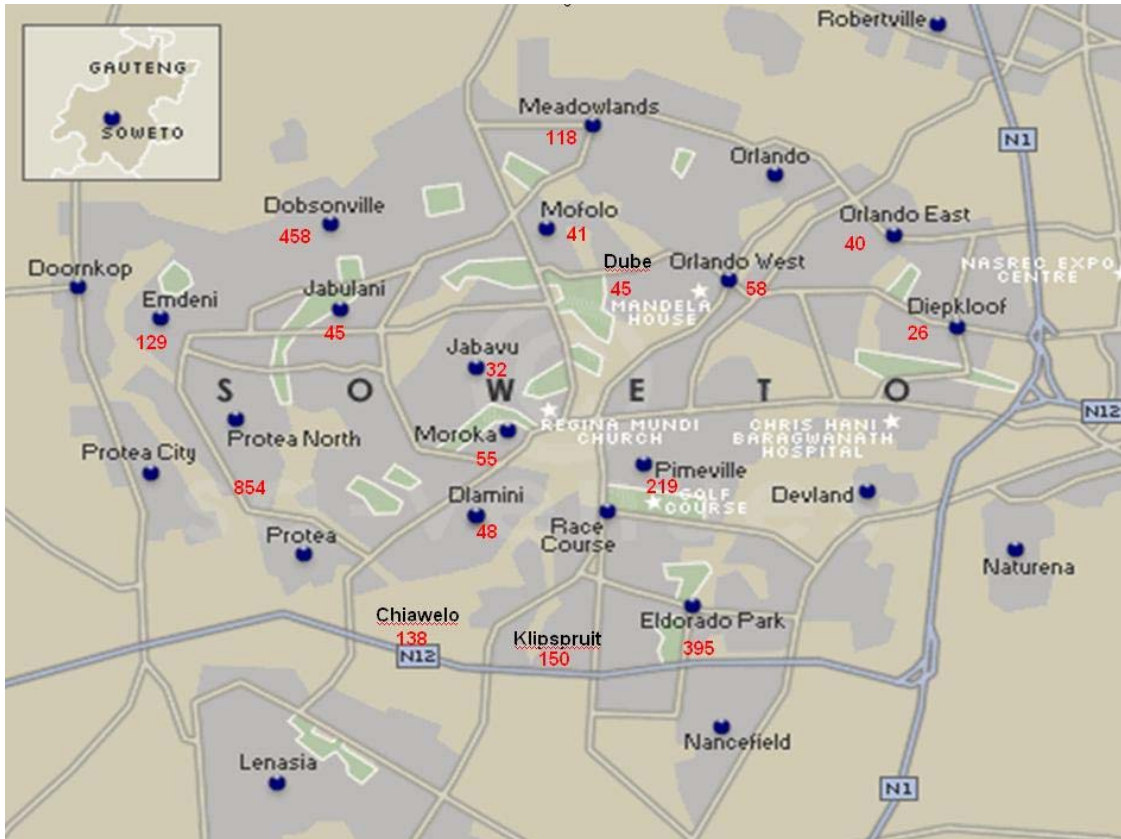 Robertville
GAUTENG
SOWETO
Meadowlands
118
N1
Orlando
Dobsonville
458
Mofolo
41
Orlando East
40
Doornkop
Dube
45
Orlando West
58
NASREC EXPO
CENTRE
Emdeni
129
Jabulani
45
MANDELA
HOUSE
Diepkloof
26
Jabavu
32
S O W E T O
N12
Protea North
Moroka
55
REGINA MUNDI
CHURCH
CHRIS HANI
BARAGWANATH
HOSPITAL
Protea City
854
Pimeville
219
GOLF
COURSE
Devland
Dlamini
48
Race
Course
Protea
Naturena
Chiawelo
138
N12
Klipspruit
150
Eldorado Park
395
Nancefield
Lenasia
N1